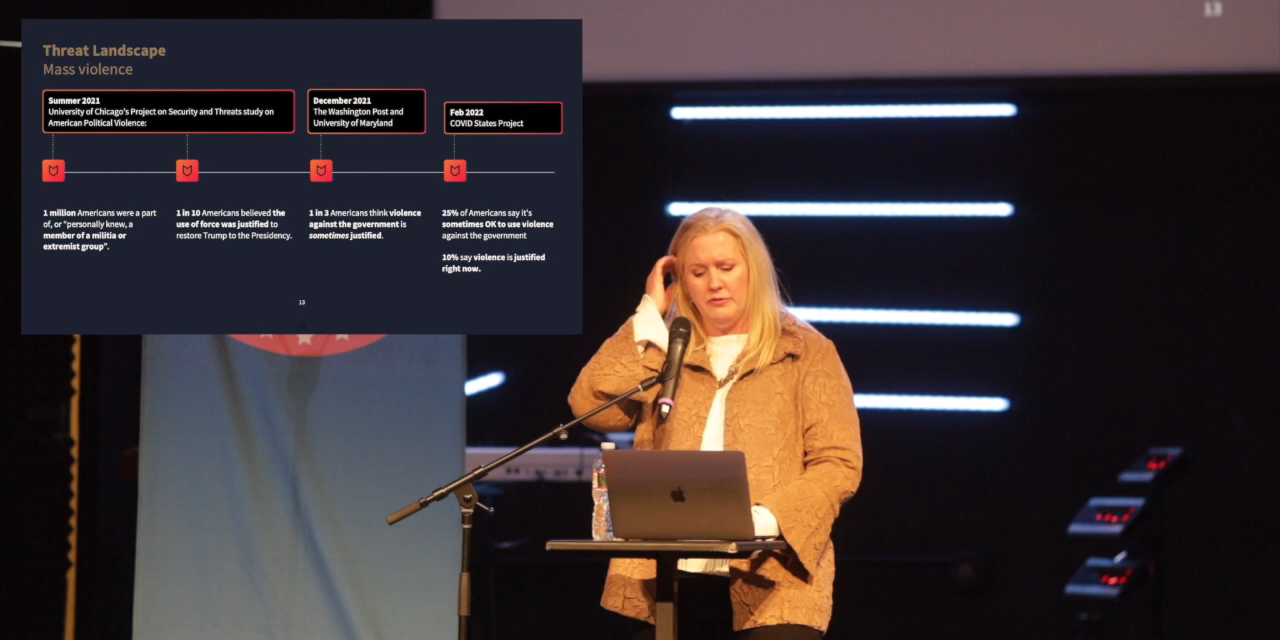 13
Threat Landscape
Mass violence
Summer 2021
University of Chicago's Project on Security and Threats study on
American Political Violence:
December 2021
The Washington Post and
University of Maryland
Feb 2022
COVID States Project
1 million Americans were a part
of, or "personally knew, a
member of a militia or
extremist group".
1 in 10 Americans believed the
use of force was justified to
restore Trump to the Presidency.
1 in 3 Americans think violence
against the government is
sometimes justified.
25% of Americans say it's
sometimes OK to use violence
against the government
10% say violence is justified
right now.
13